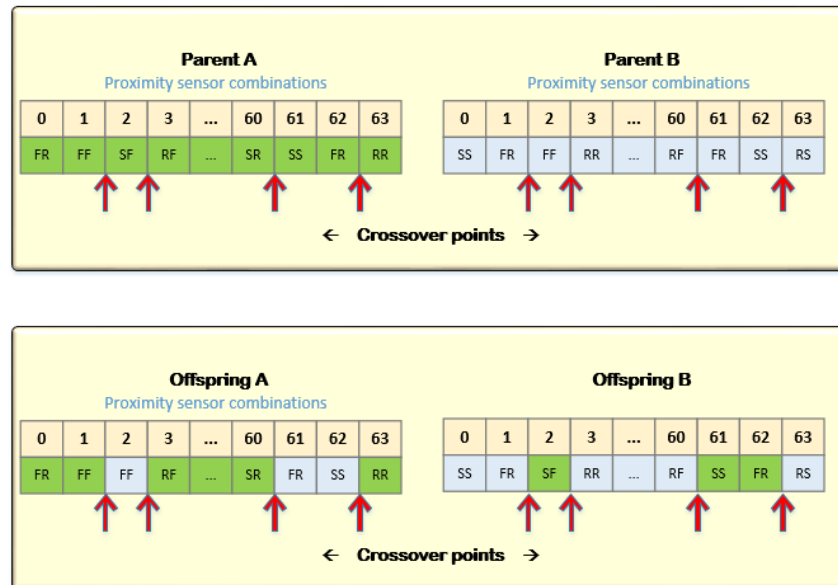 Parent A
Proximity sensor combinations
0 1 2 3 ... 60 61 62 63
FR FF SF RF ... SR SS FR RR
Parent B
Proximity sensor combinations
0 1 2 3 ... 60 61 62 63
SS FR FF RR ... RF FR SS RS
← Crossover points →
Offspring A
Proximity sensor combinations
0 1 2 3 ... 60 61 62 63
FR FF FF RF ... SR FR SS RR
Offspring B
0 1 2 3 ... 60 61 62 63
SS FR SF RR ... RF SS FR RS
← Crossover points →